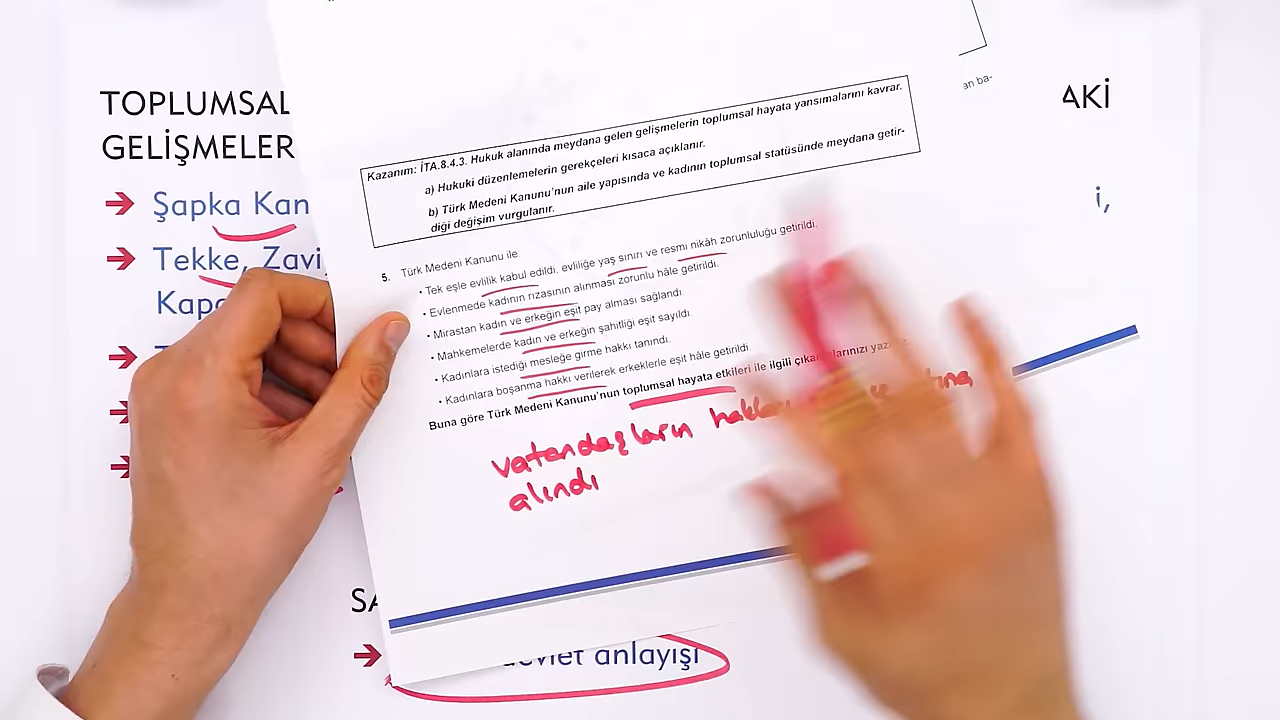 TOPLUMSAL
GELİŞMELER
AKİ
Şapka Kan
Tekke, Zavi
i,
an ba-
Kazanım: İTA.8.4.3. Hukuk alanında meydana gelen gelişmelerin toplumsal hayata yansımalarını kavrar.
a) Hukuki düzenlemelerin gerekçeleri kısaca açıklanır.
b) Türk Medeni Kanunu'nun aile yapısında ve kadının toplumsal statüsünde meydana getir-
diği değişim vurgulanır.
5. Türk Medeni Kanunu ile
• Tek eşle evlilik kabul edildi, evliliğe yaş sınırı ve resmi nikâh zorunluluğu getirildi.
• Evlenmede kadının rızasının alınması zorunlu hâle getirildi.
• Mirastan kadın ve erkeğin eşit pay alması sağlandı.
• Mahkemelerde kadın ve erkeğin şahitliği eşit sayıldı.
• Kadınlara istediği mesleğe girme hakkı tanındı.
• Kadınlara boşanma hakkı verilerek erkeklerle eşit hâle getirildi
Buna göre Türk Medeni Kanunu'nun toplumsal hayata etkileri ile ilgili
vatandaşların
alındı
devlet anlayışı